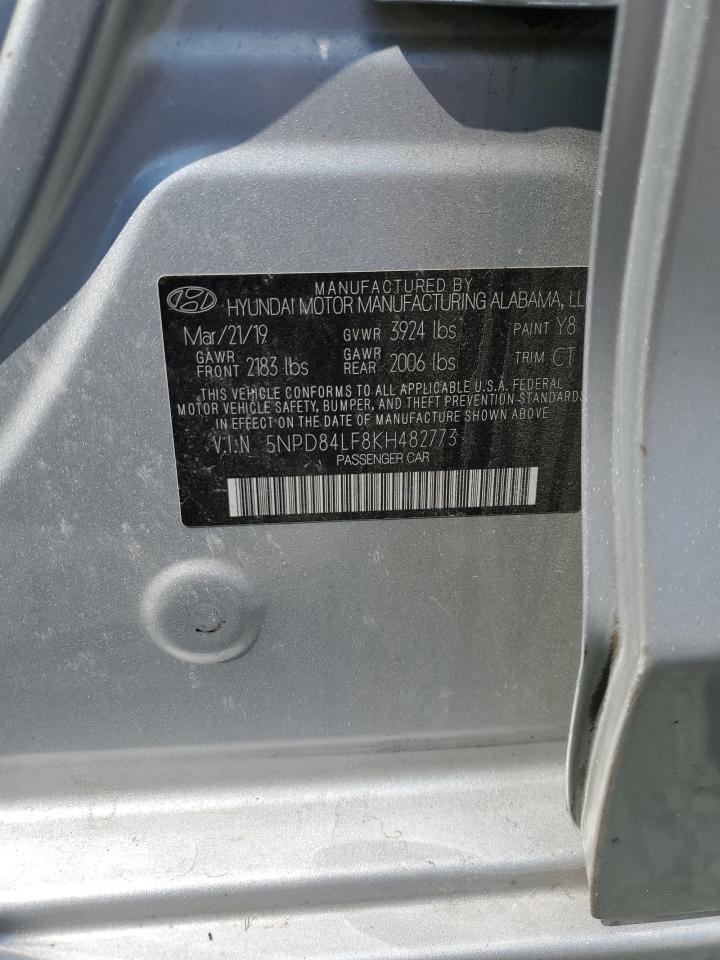 MANUFACTURED BY
HYUNDAI MOTOR MANUFACTURING ALABAMA, LL
Mar/21/19 GVWR 3924 lbs PAINT Y8
GAWR FRONT 2183 lbs GAWR REAR 2006 lbs TRIM CT
THIS VEHICLE CONFORMS TO ALL APPLICABLE U.S.A. FEDERAL
MOTOR VEHICLE SAFETY, BUMPER, AND THEFT PREVENTION STANDARDS
IN EFFECT ON THE DATE OF MANUFACTURE SHOWN ABOVE
V.I.N 5NPD84LF8KH482773
PASSENGER CAR